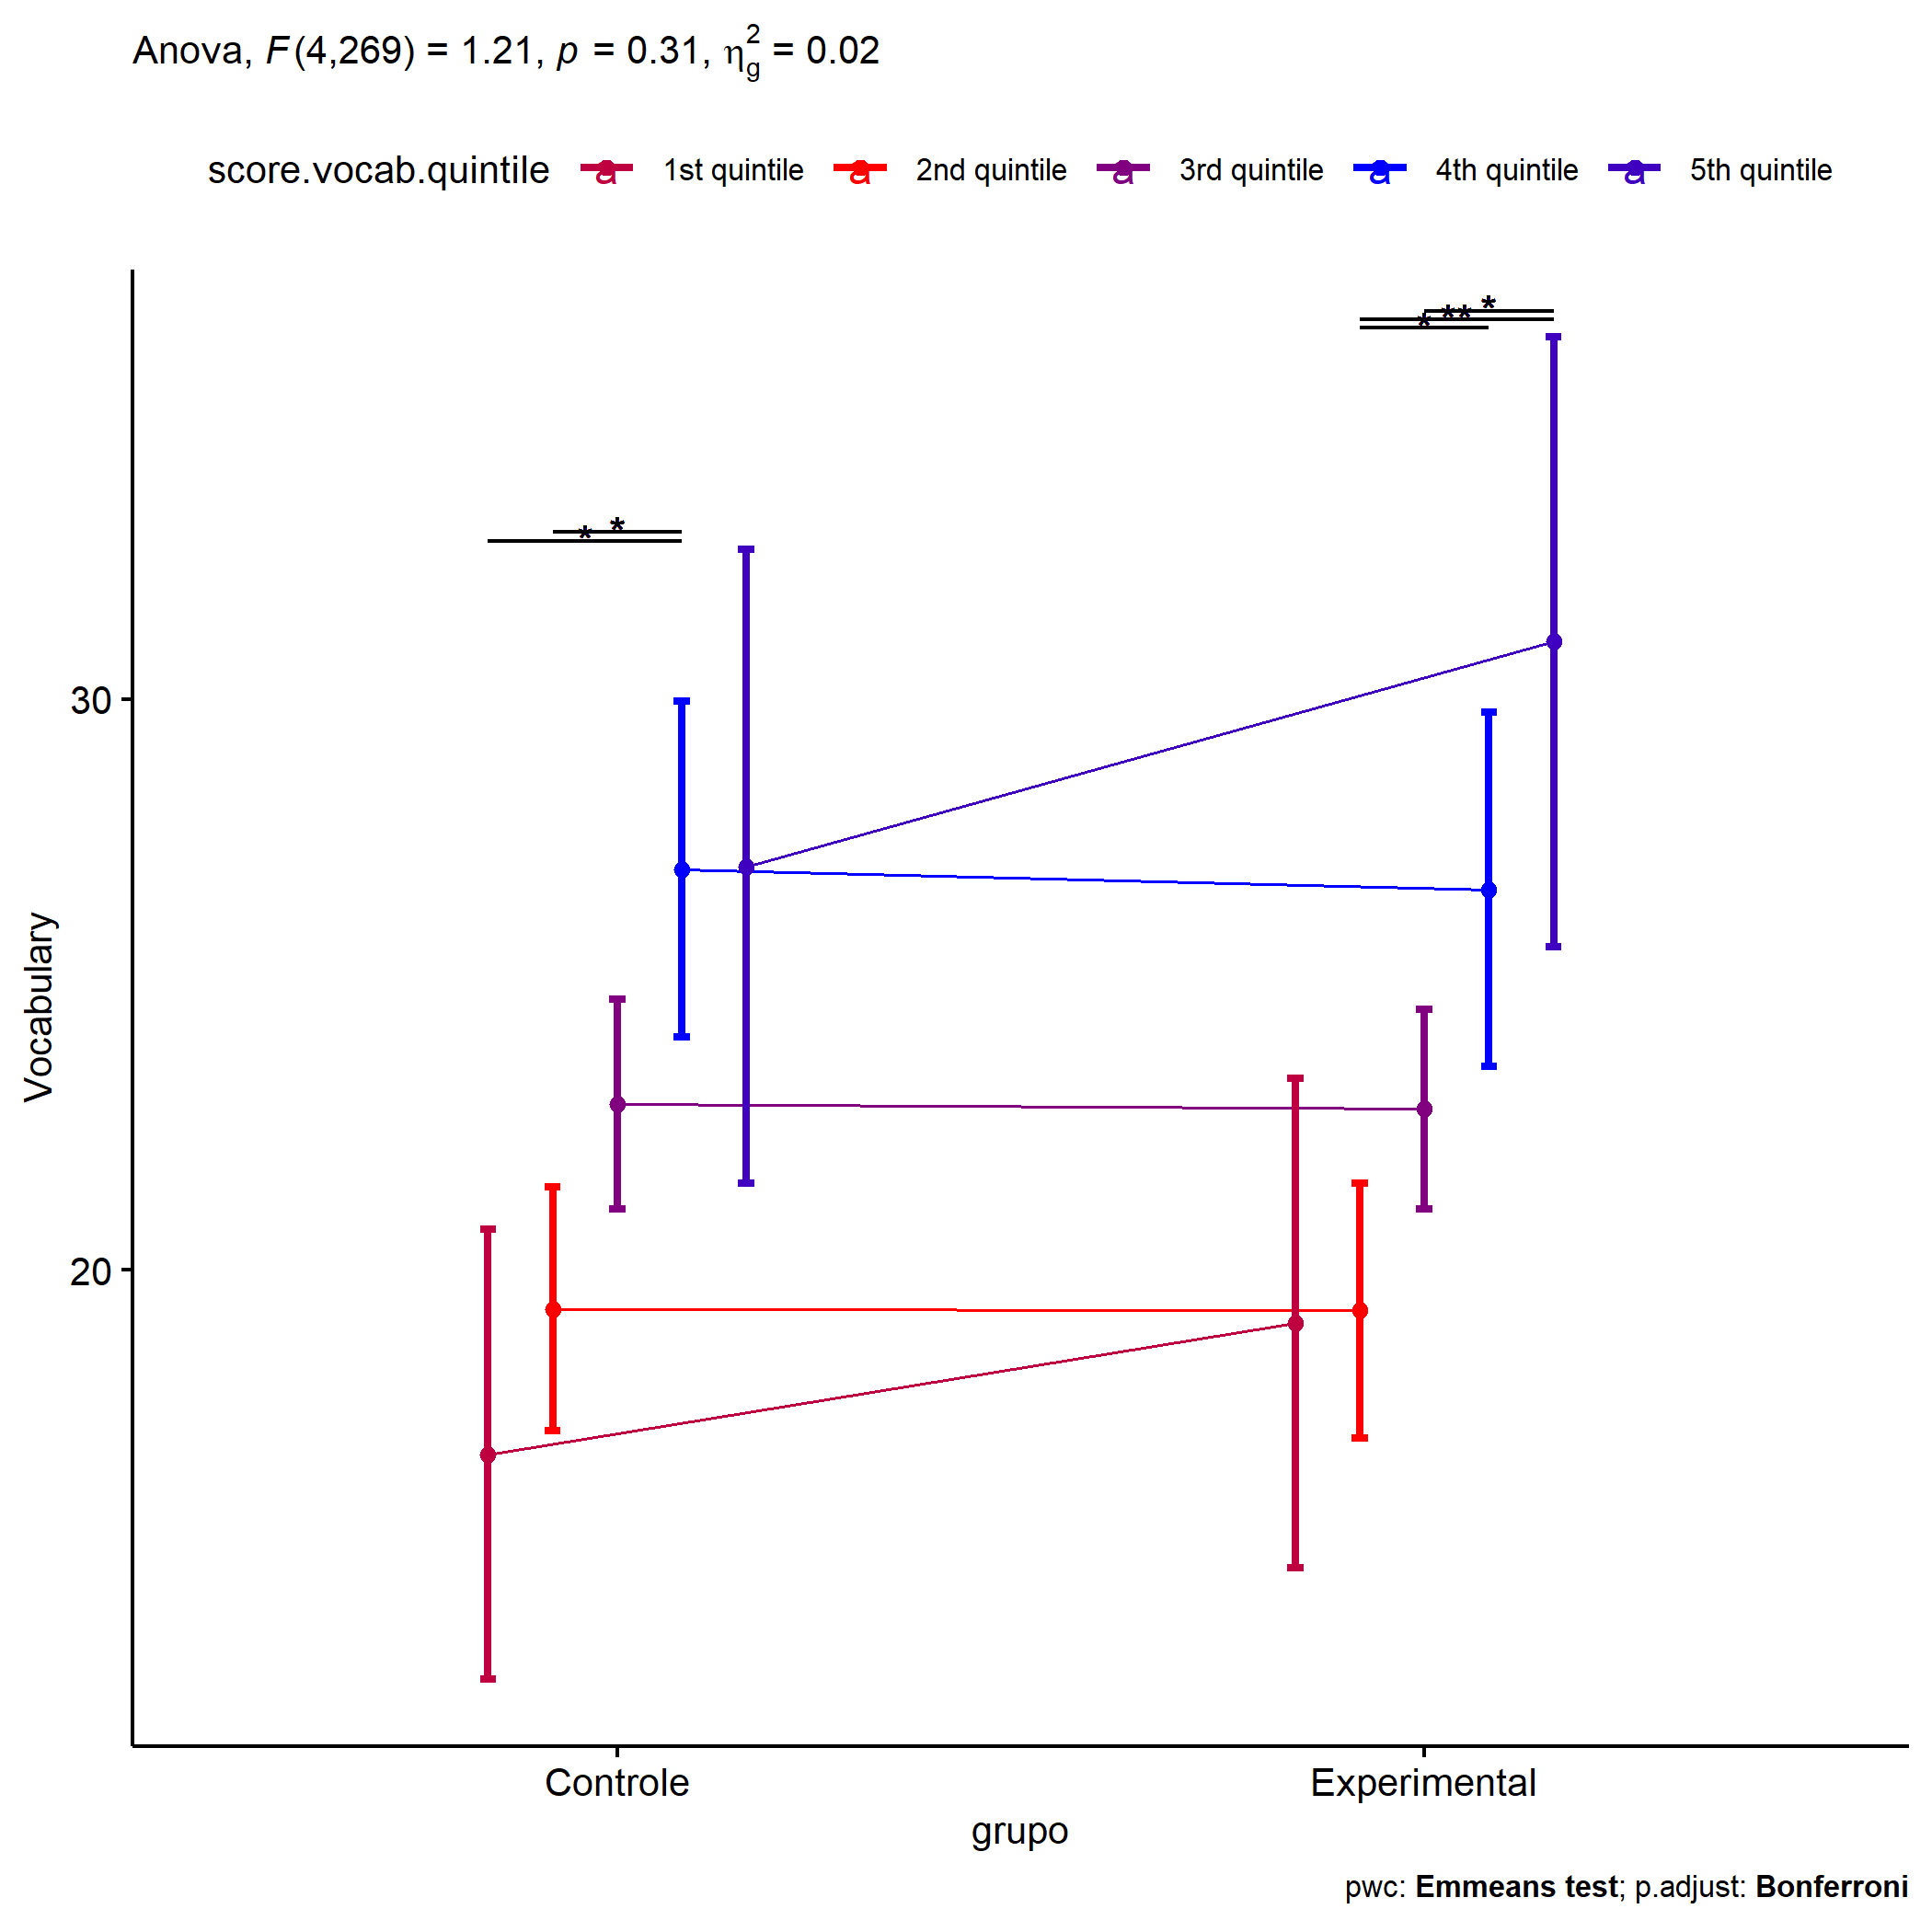 Anova, F(4,269) = 1.21, p = 0.31, η²g = 0.02
score.vocab.quintile a 1st quintile a 2nd quintile a 3rd quintile a 4th quintile a 5th quintile
* ** *
* *
30
20
Vocabulary
Controle Experimental
grupo
pwc: Emmeans test; p.adjust: Bonferroni